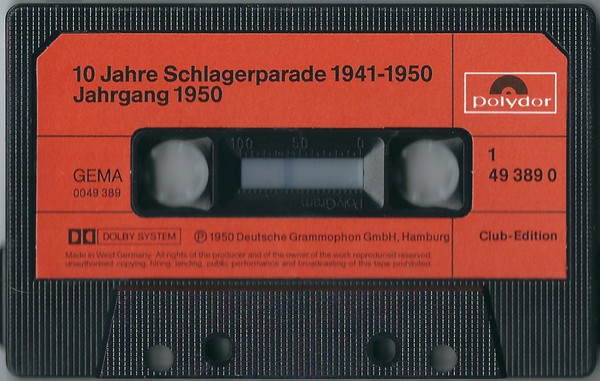 10 Jahre Schlagerparade 1941-1950
Jahrgang 1950
polydor
100 50 0
1
GEMA
49 389 0
0049 389
PolyGram
DOLBY SYSTEM
Ⓟ 1950 Deutsche Grammophon GmbH, Hamburg
Club-Edition
Made in West Germany. All rights of the producer and of the owner of the work reproduced reserved.
unauthorised copying, hiring, lending, public performance and broadcasting of this tape prohibited.